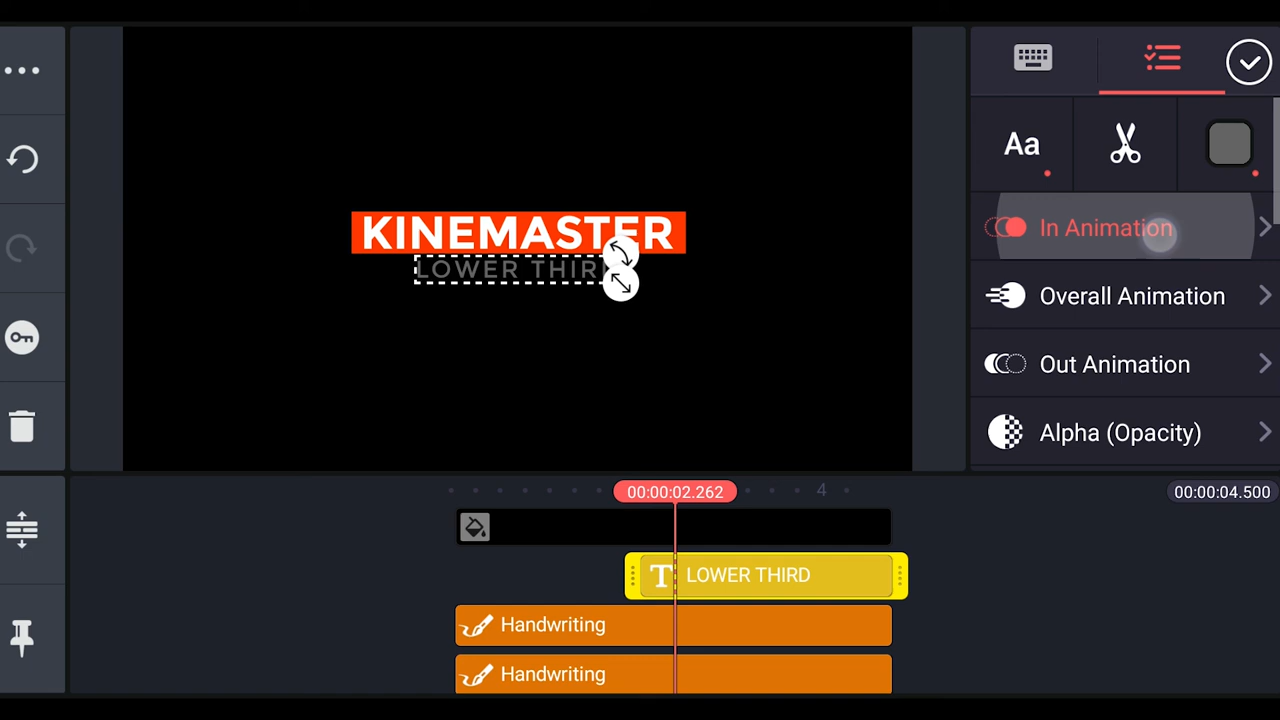 KINEMASTER
LOWER THIR
Aa
In Animation
Overall Animation
Out Animation
Alpha (Opacity)
00:00:02.262
4
00:00:04.500
T LOWER THIRD
Handwriting
Handwriting